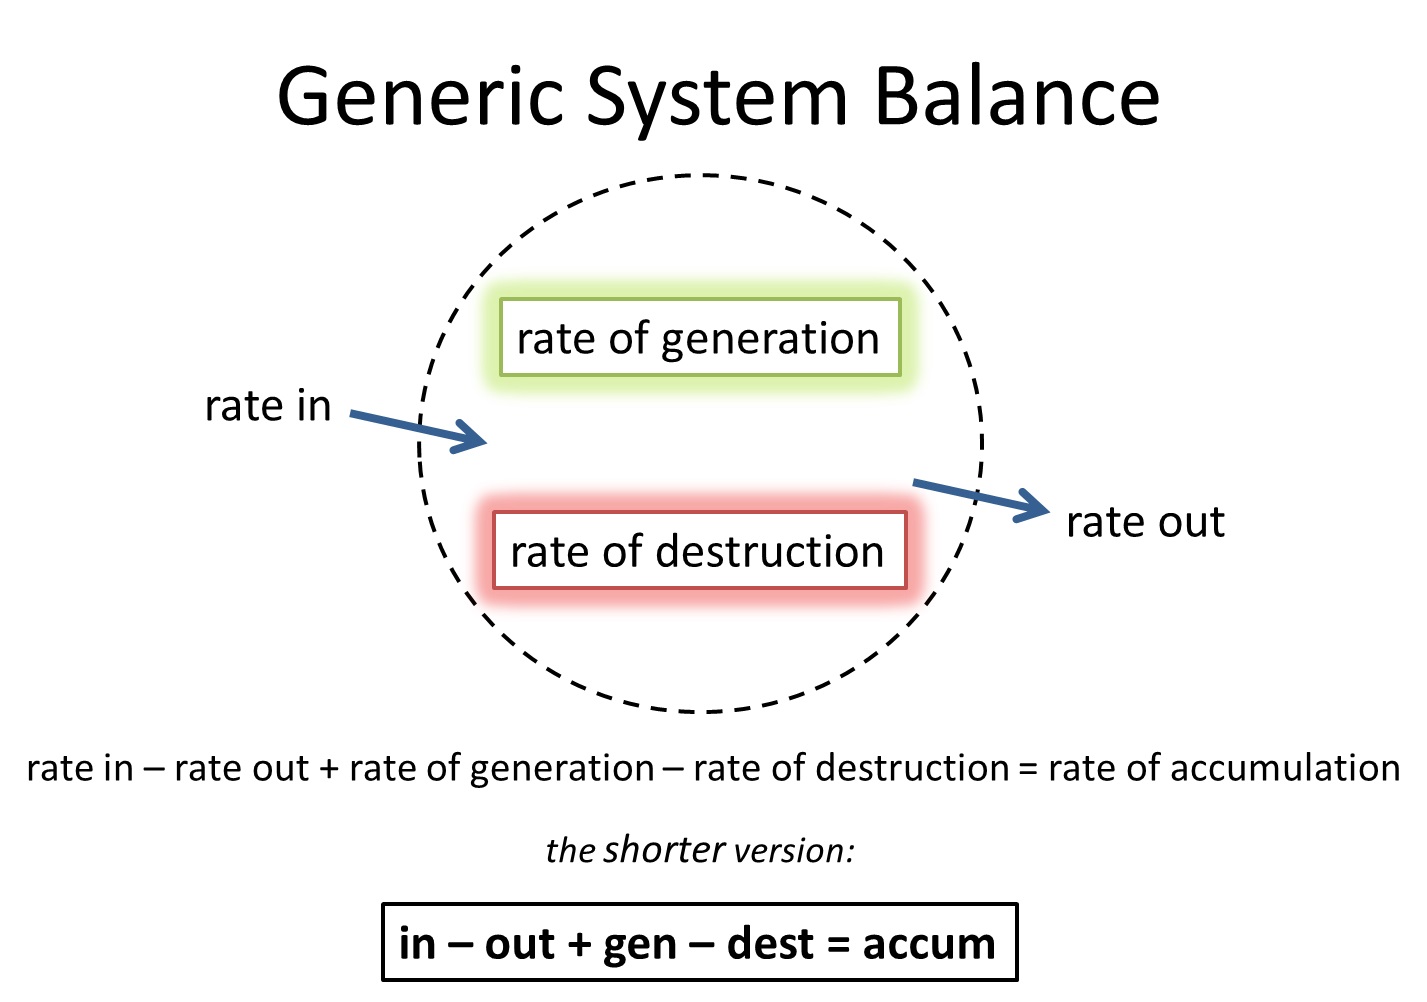 Generic System Balance
rate of generation
rate in
rate out
rate of destruction
rate in – rate out + rate of generation – rate of destruction = rate of accumulation
the shorter version:
in – out + gen – dest = accum